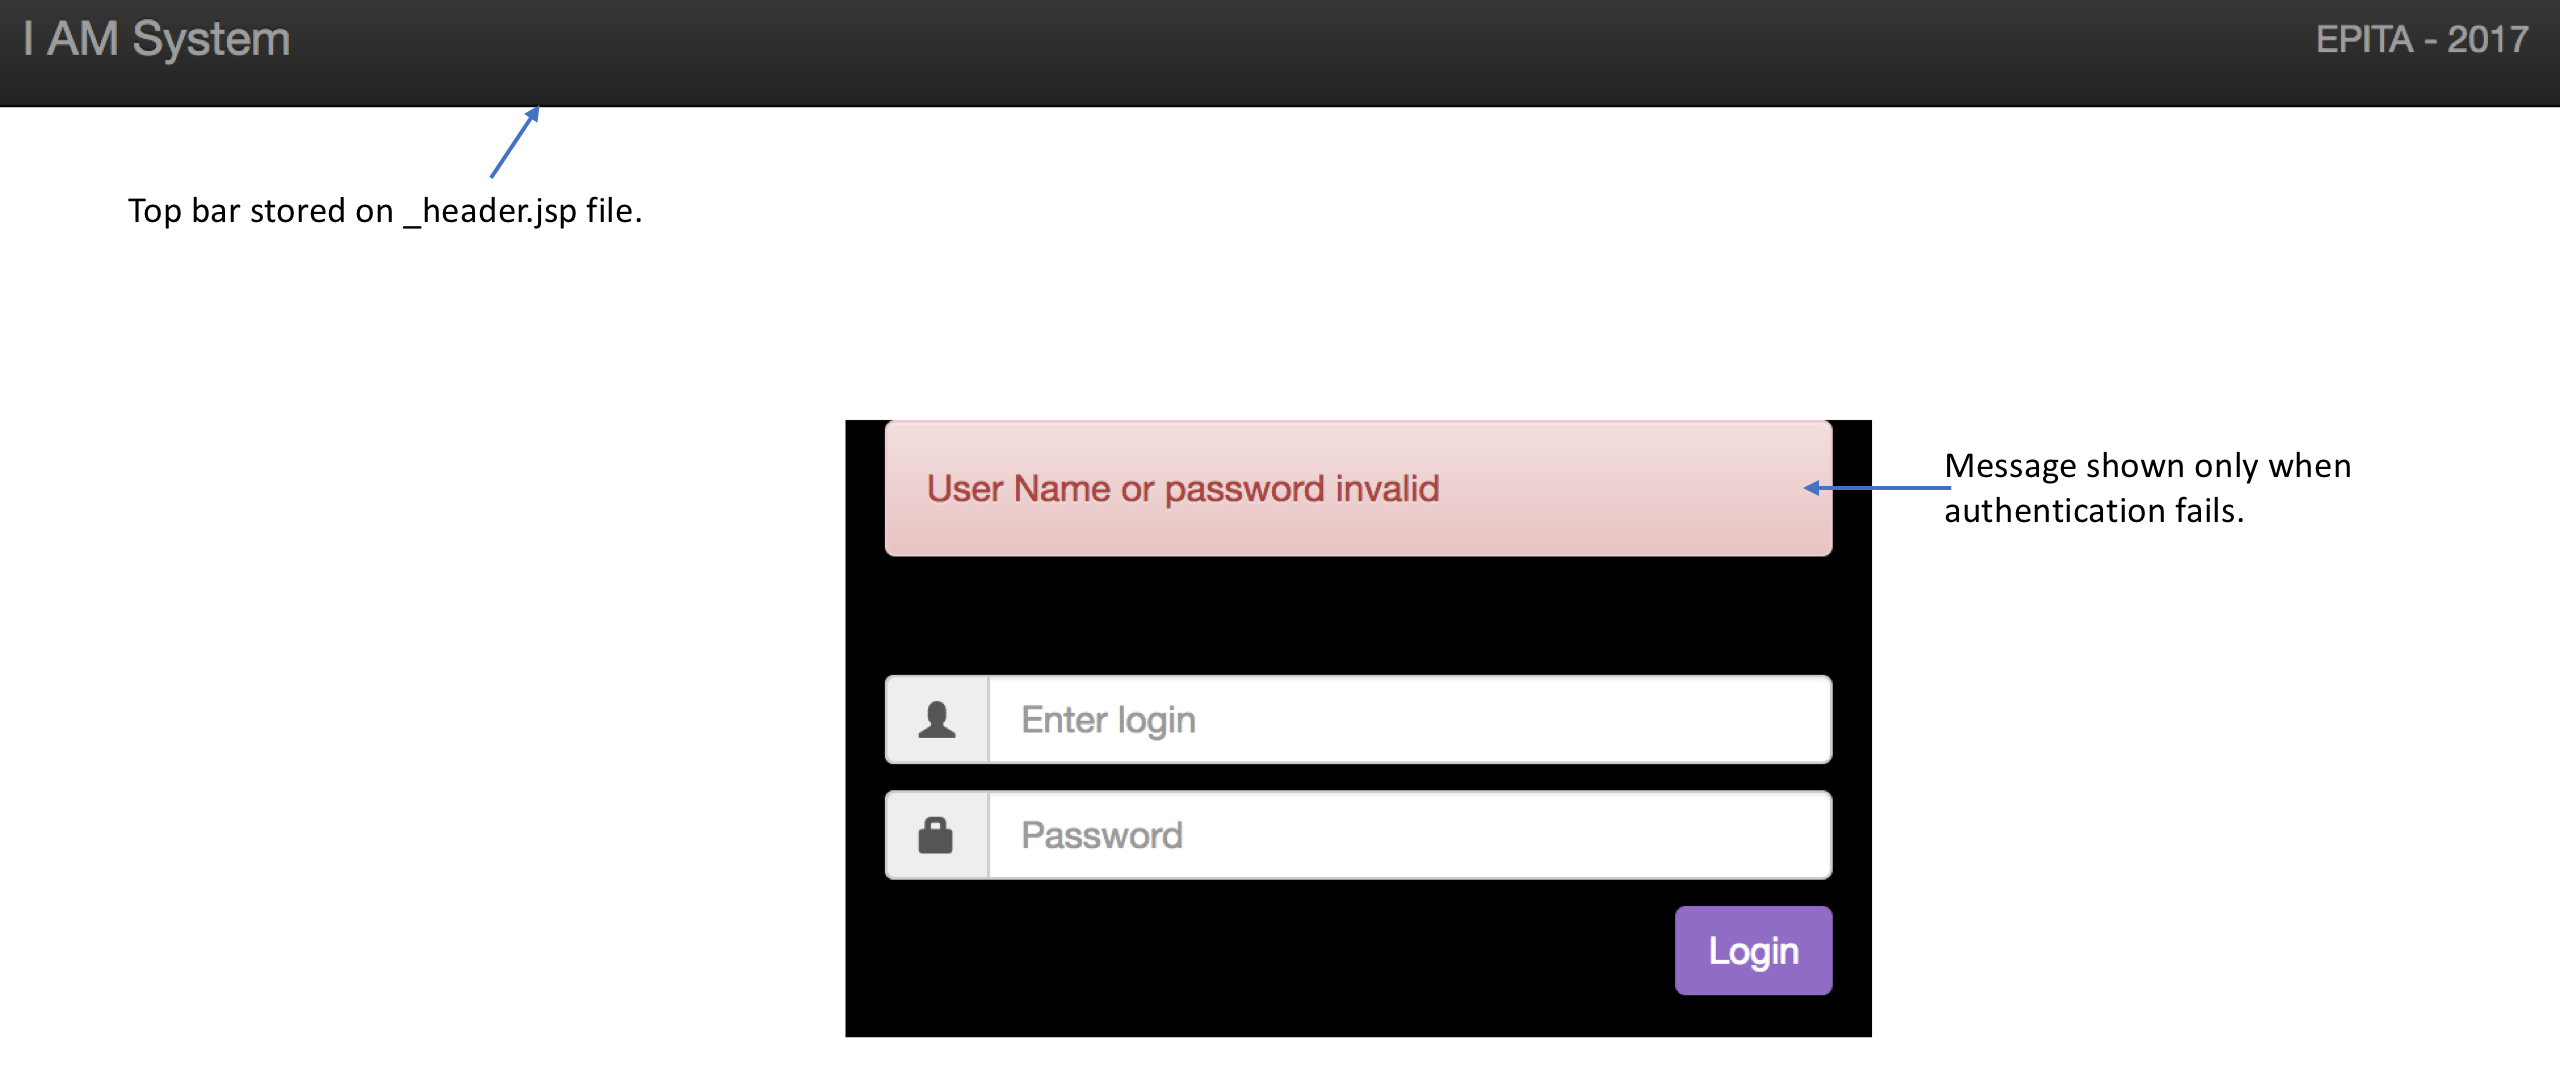 I AM System
EPITA - 2017
Top bar stored on _header.jsp file.
User Name or password invalid
Message shown only when
authentication fails.
Enter login
Password
Login